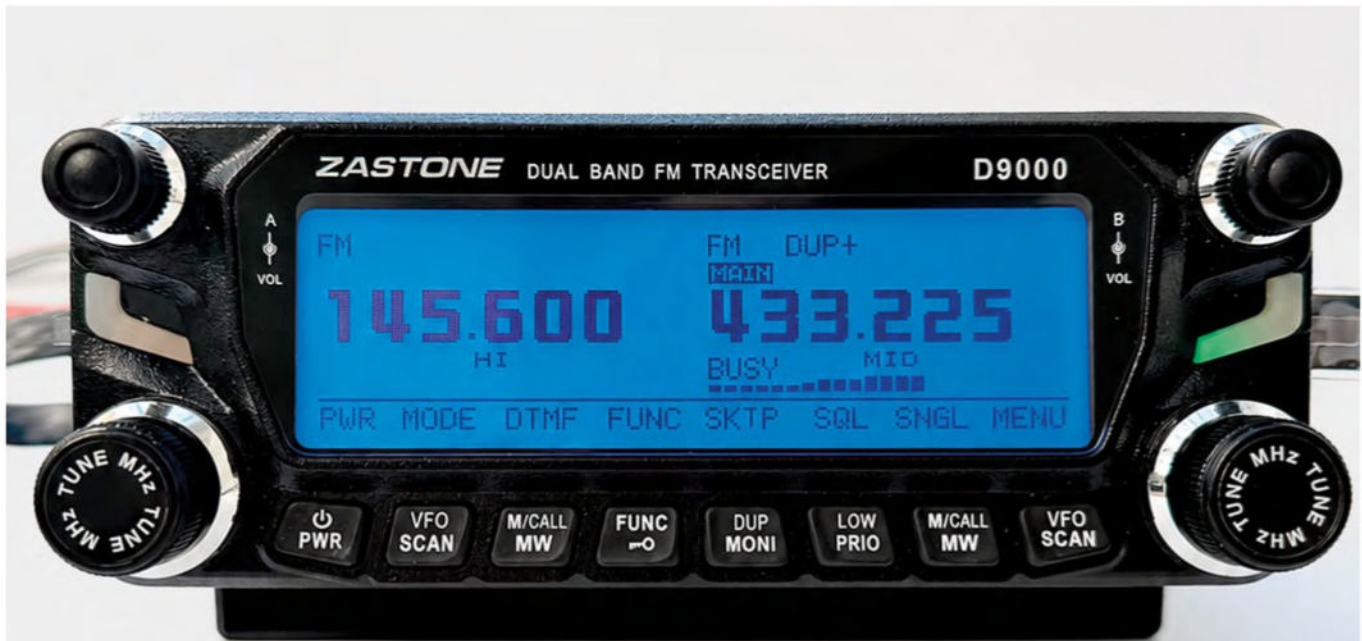 ZASTONE DUAL BAND FM TRANSCEIVER D9000
A
VOL
B
VOL
FM FM DUP+
MAIN
145.600 433.225
HI BUSY MID
PWR MODE DTMF FUNC SKTP SQL SNGL MENU
TUNE MHz TUNE MHz
TUNE MHz TUNE MHz
PWR
VFO
SCAN
M/CALL
MW
FUNC
DUP
MONI
LOW
PRIO
M/CALL
MW
VFO
SCAN